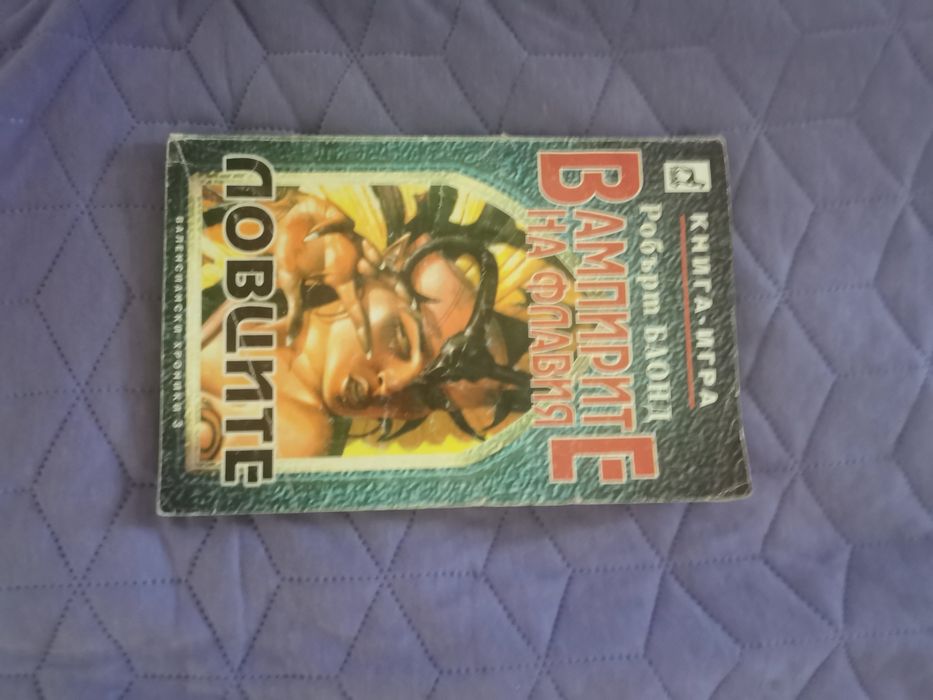 КНИГА-ИГРА
Робърт БЛОНД
ВАМПИРИТЕ
НА ФЛАВИЯ
ЛОВЦИТЕ
ВАЛЕНСИАНСКИ ХРОНИКИ 3